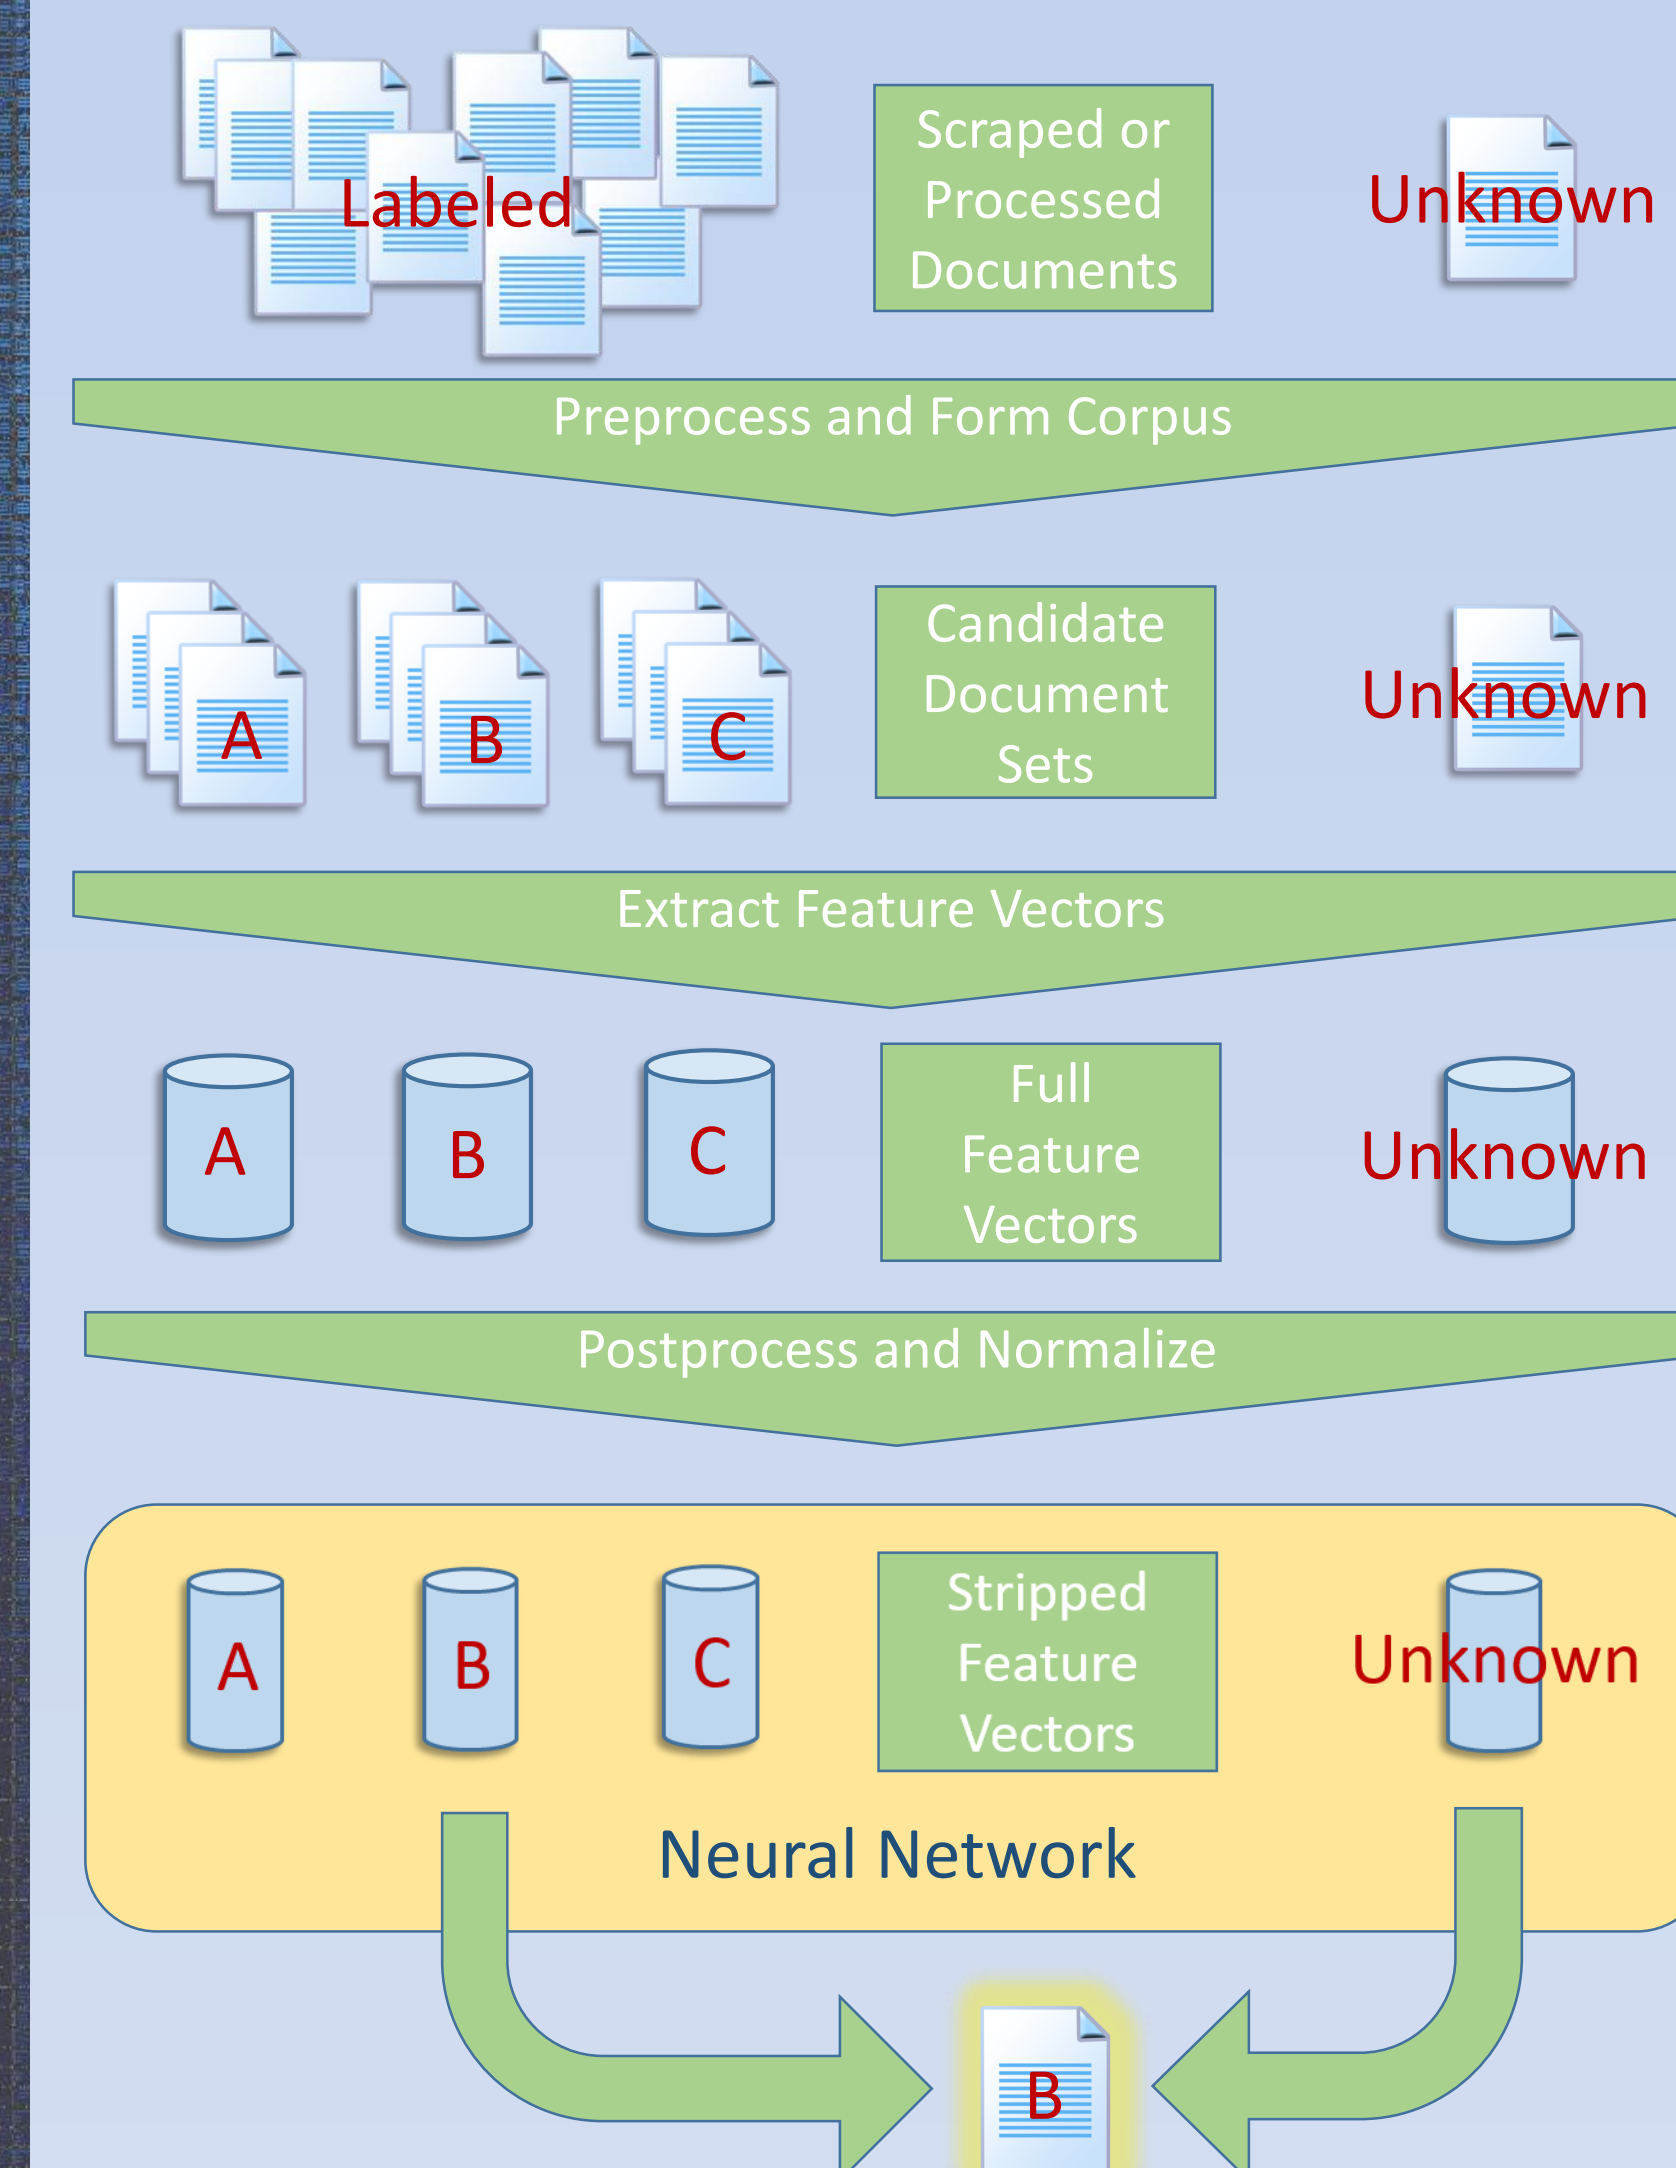 Labeled
Scraped or
Processed
Documents
Unknown
Preprocess and Form Corpus
A
B
C
Candidate
Document
Sets
Unknown
Extract Feature Vectors
A
B
C
Full
Feature
Vectors
Unknown
Postprocess and Normalize
A
B
C
Stripped
Feature
Vectors
Unknown
Neural Network
B